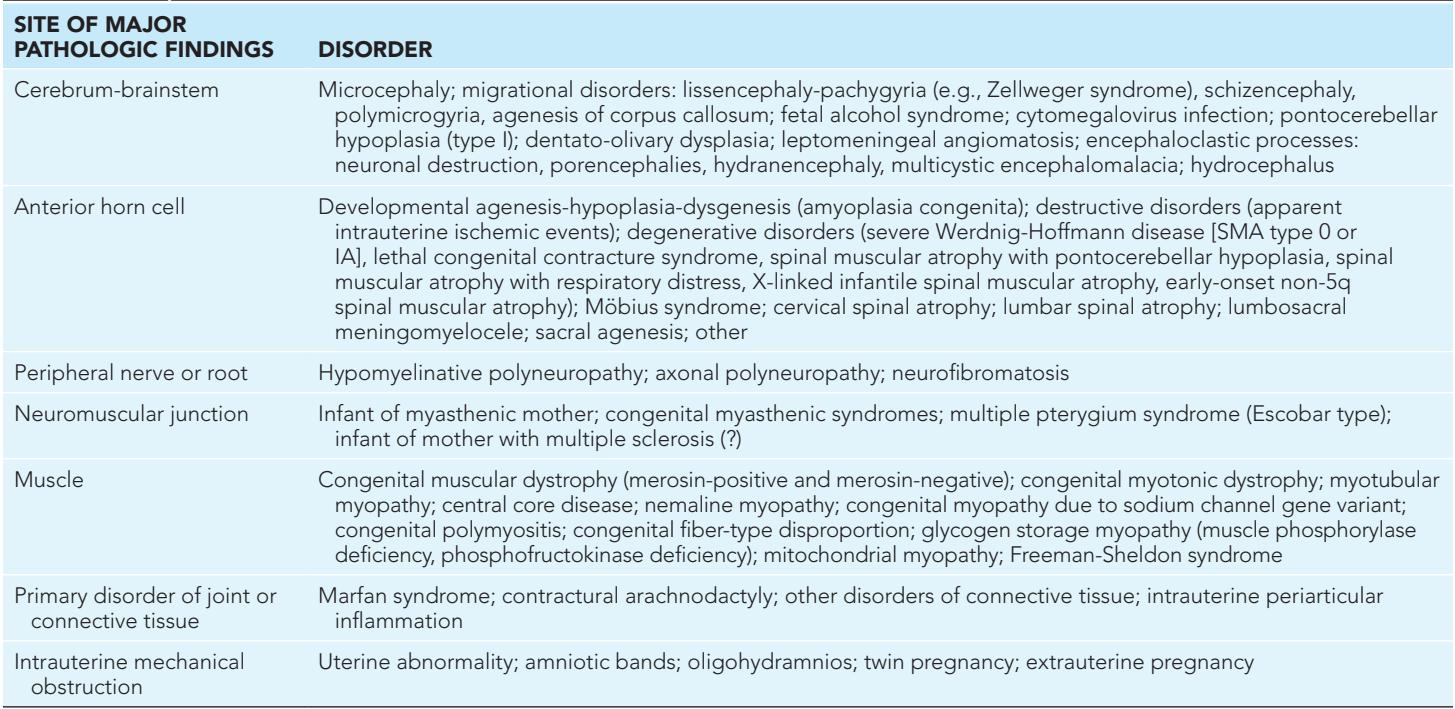 SITE OF MAJOR
PATHOLOGIC FINDINGS DISORDER
Cerebrum-brainstem Microcephaly; migrational disorders: lissencephaly-pachygyria (e.g., Zellweger syndrome), schizencephaly,
polymicrogyria, agenesis of corpus callosum; fetal alcohol syndrome; cytomegalovirus infection; pontocerebellar
hypoplasia (type I); dentato-olivary dysplasia; leptomeningeal angiomatosis; encephaloclastic processes:
neuronal destruction, porencephalies, hydranencephaly, multicystic encephalomalacia; hydrocephalus
Anterior horn cell Developmental agenesis-hypoplasia-dysgenesis (amyoplasia congenita); destructive disorders (apparent
intrauterine ischemic events); degenerative disorders (severe Werdnig-Hoffmann disease [SMA type 0 or
IA], lethal congenital contracture syndrome, spinal muscular atrophy with pontocerebellar hypoplasia, spinal
muscular atrophy with respiratory distress, X-linked infantile spinal muscular atrophy, early-onset non-5q
spinal muscular atrophy); Möbius syndrome; cervical spinal atrophy; lumbar spinal atrophy; lumbosacral
meningomyelocele; sacral agenesis; other
Peripheral nerve or root Hypomyelinative polyneuropathy; axonal polyneuropathy; neurofibromatosis
Neuromuscular junction Infant of myasthenic mother; congenital myasthenic syndromes; multiple pterygium syndrome (Escobar type);
infant of mother with multiple sclerosis (?)
Muscle Congenital muscular dystrophy (merosin-positive and merosin-negative); congenital myotonic dystrophy; myotubular
myopathy; central core disease; nemaline myopathy; congenital myopathy due to sodium channel gene variant;
congenital polymyositis; congenital fiber-type disproportion; glycogen storage myopathy (muscle phosphorylase
deficiency, phosphofructokinase deficiency); mitochondrial myopathy; Freeman-Sheldon syndrome
Primary disorder of joint or Marfan syndrome; contractural arachnodactyly; other disorders of connective tissue; intrauterine periarticular
connective tissue inflammation
Intrauterine mechanical Uterine abnormality; amniotic bands; oligohydramnios; twin pregnancy; extrauterine pregnancy
obstruction